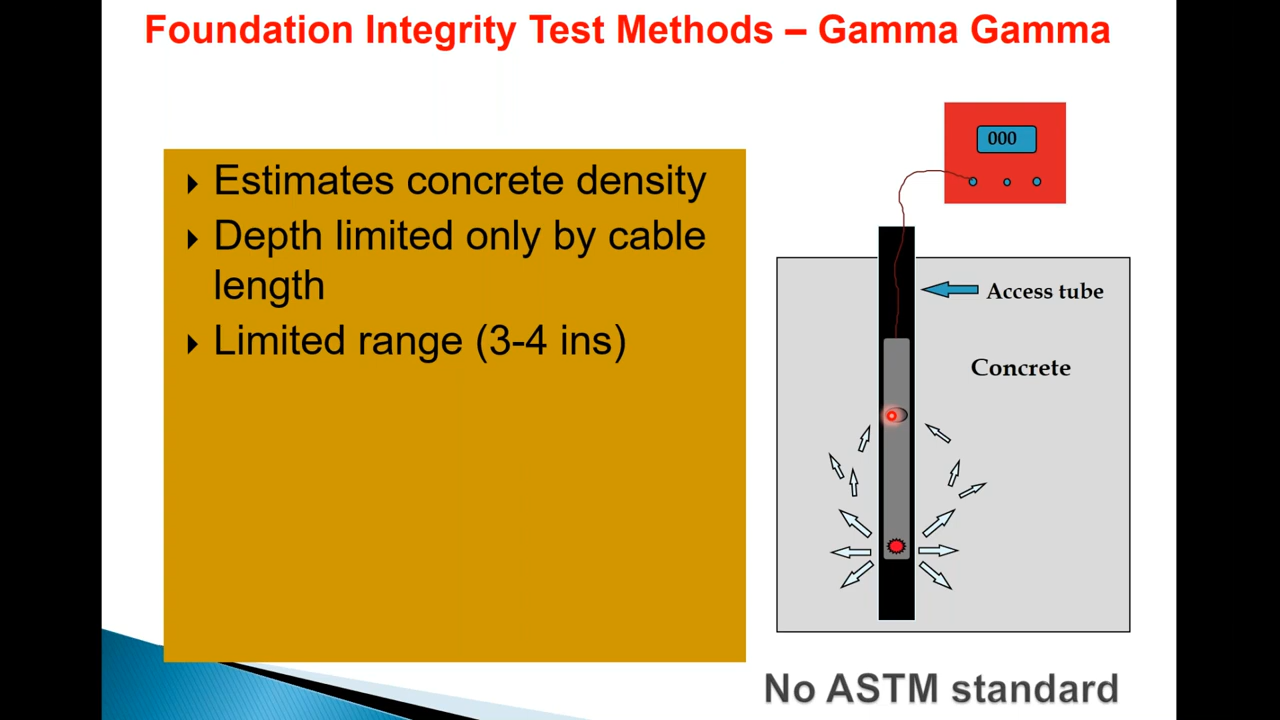 Foundation Integrity Test Methods – Gamma Gamma
Estimates concrete density
Depth limited only by cable
length
Limited range (3-4 ins)
000
Access tube
Concrete
No ASTM standard